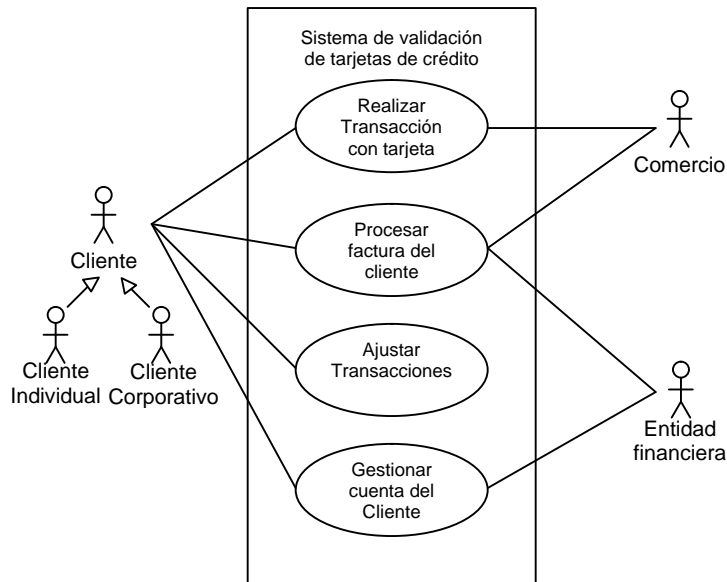 Sistema de validación
de tarjetas de crédito
Realizar
Transacción
con tarjeta
Comercio
Procesar
factura del
cliente
Cliente
Cliente
Individual
Cliente
Corporativo
Ajustar
Transacciones
Entidad
financiera
Gestionar
cuenta del
Cliente